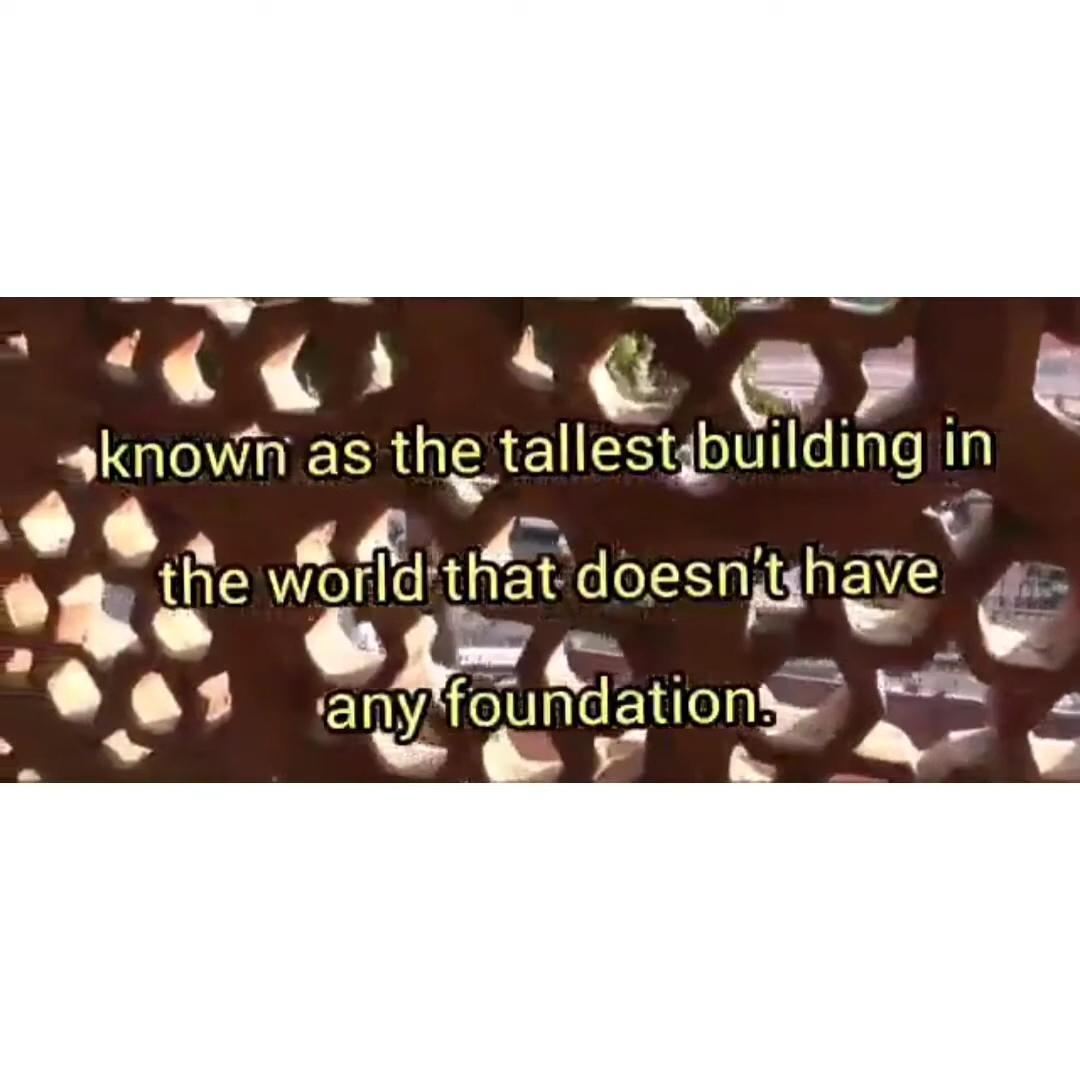 known as the tallest building in
the world that doesn't have
any foundation.